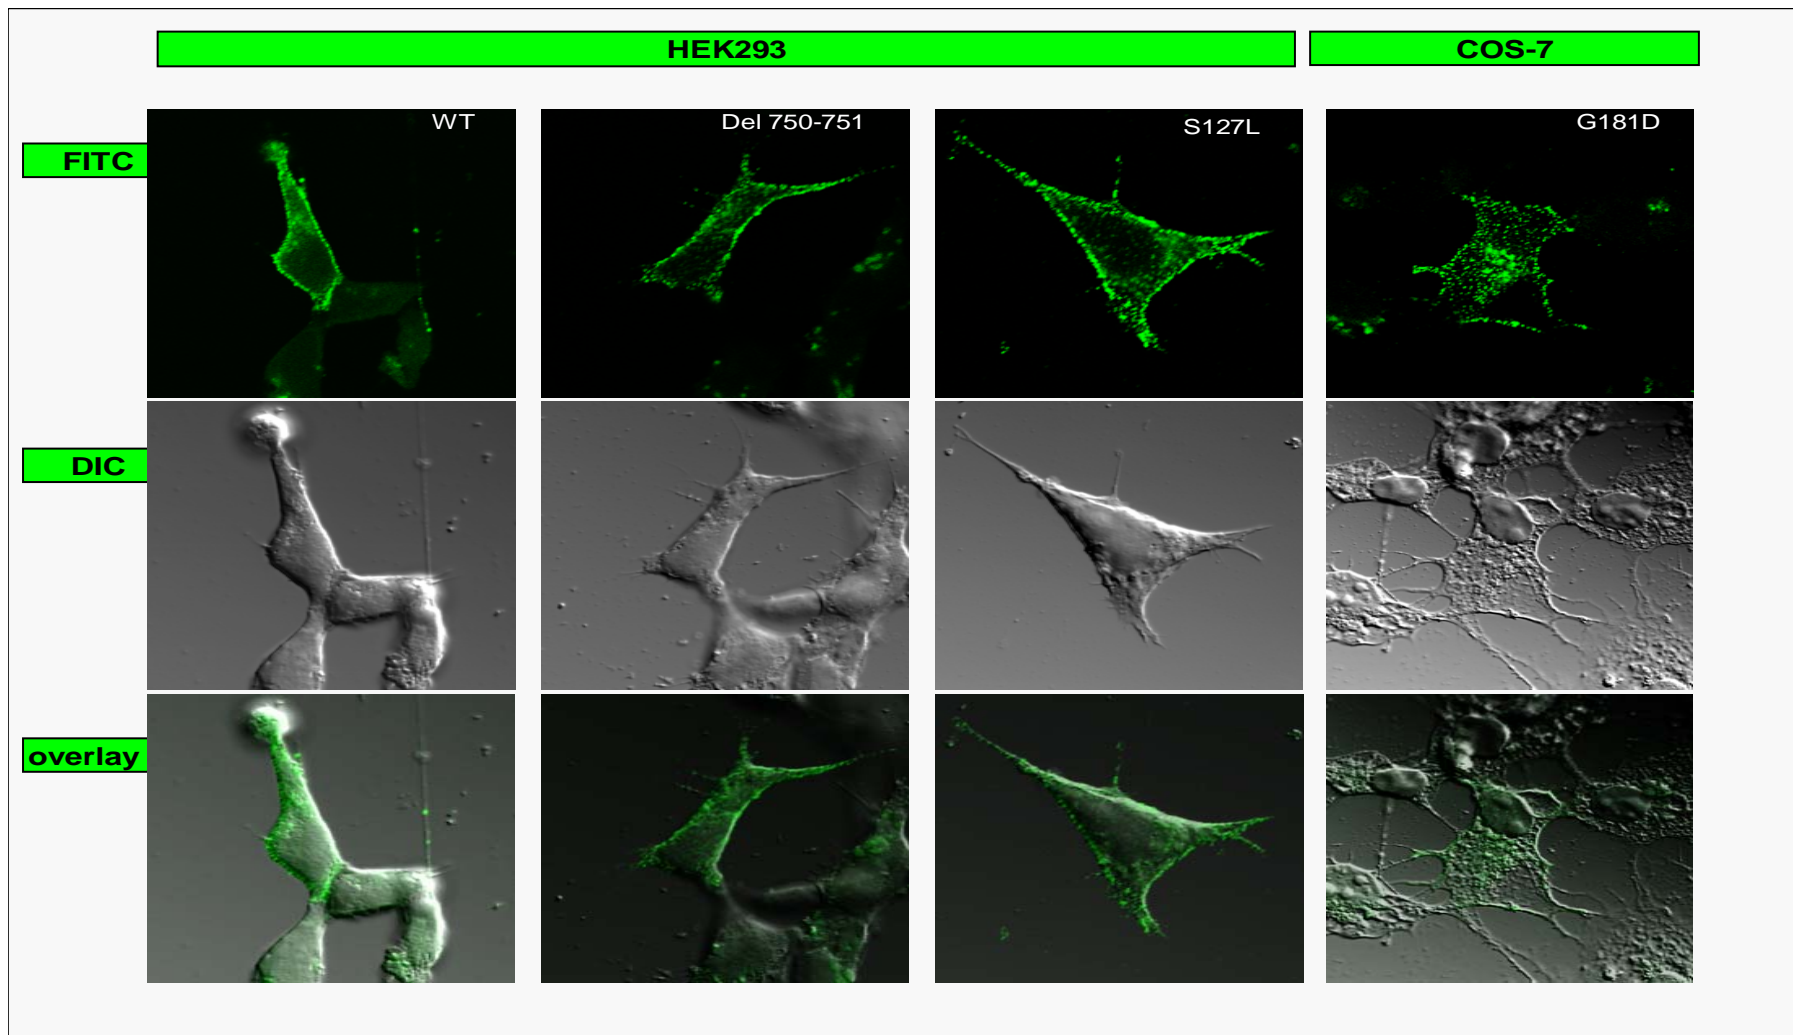 HEK293
COS-7
WT
Del 750-751
S127L
G181D
FITC
DIC
overlay